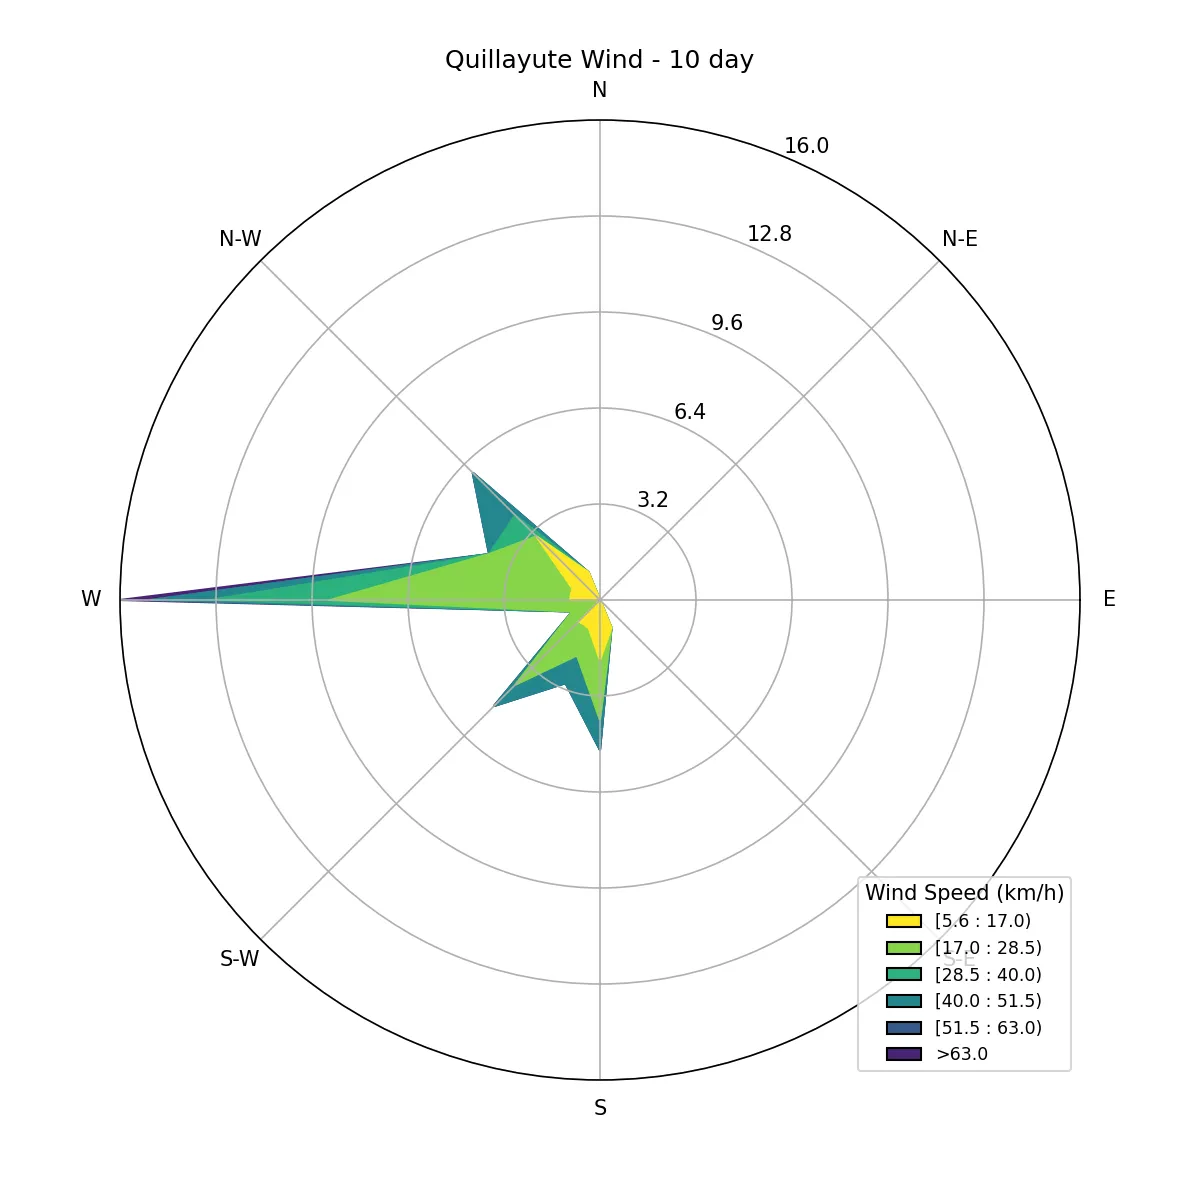 Quillayute Wind - 10 day
N
16.0
12.8
N-W
N-E
9.6
6.4
3.2
W
E
S-W
S-E
S
Wind Speed (km/h)
[5.6 : 17.0)
[17.0 : 28.5)
[28.5 : 40.0)
[40.0 : 51.5)
[51.5 : 63.0)
>63.0